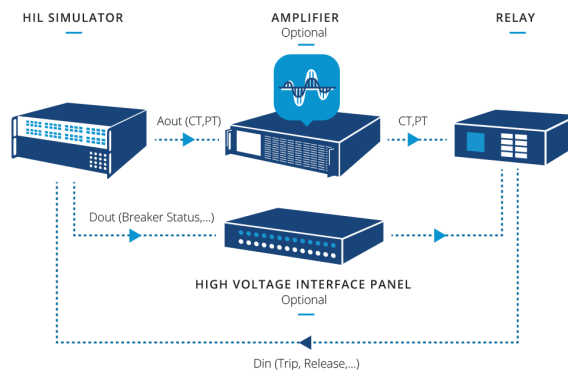 HIL SIMULATOR
AMPLIFIER
Optional
RELAY
Aout (CT,PT)
CT,PT
Dout (Breaker Status,...)
HIGH VOLTAGE INTERFACE PANEL
Optional
Din (Trip, Release,...)